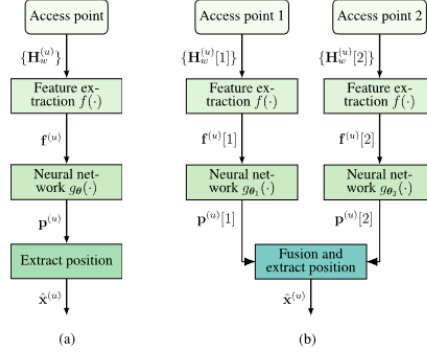 Access point
{H_w^(u)}
Feature ex-
traction f(·)
f^(u)
Neural net-
work g_θ(·)
p^(u)
Extract position
x̂^(u)
(a)
Access point 1
{H_w^(u)[1]}
Feature ex-
traction f(·)
f^(u)[1]
Neural net-
work g_θ₁(·)
p^(u)[1]
Access point 2
{H_w^(u)[2]}
Feature ex-
traction f(·)
f^(u)[2]
Neural net-
work g_θ₂(·)
p^(u)[2]
Fusion and
extract position
x̂^(u)
(b)